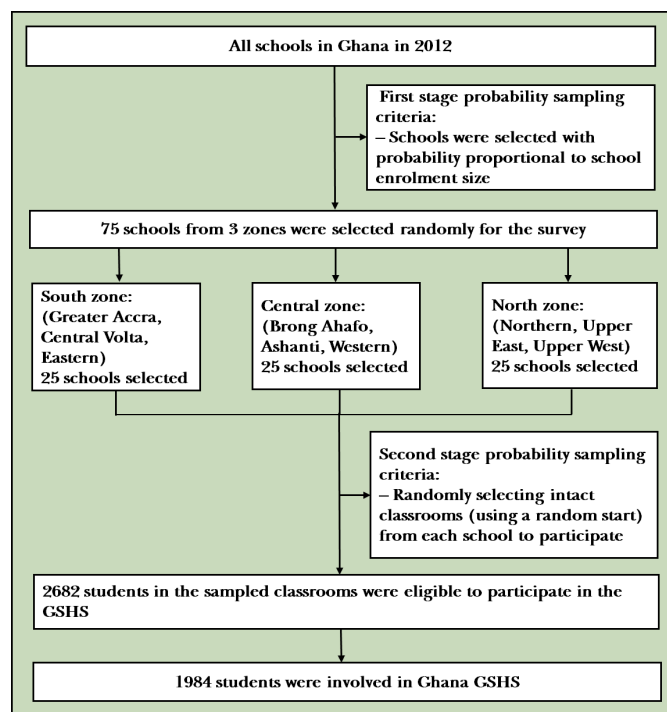 All schools in Ghana in 2012
First stage probability sampling
criteria:
– Schools were selected with
probability proportional to school
enrolment size
75 schools from 3 zones were selected randomly for the survey
South zone:
(Greater Accra,
Central Volta,
Eastern)
25 schools selected
Central zone:
(Brong Ahafo,
Ashanti, Western)
25 schools selected
North zone:
(Northern, Upper
East, Upper West)
25 schools selected
Second stage probability sampling
criteria:
– Randomly selecting intact
classrooms (using a random start)
from each school to participate
2682 students in the sampled classrooms were eligible to participate in the
GSHS
1984 students were involved in Ghana GSHS